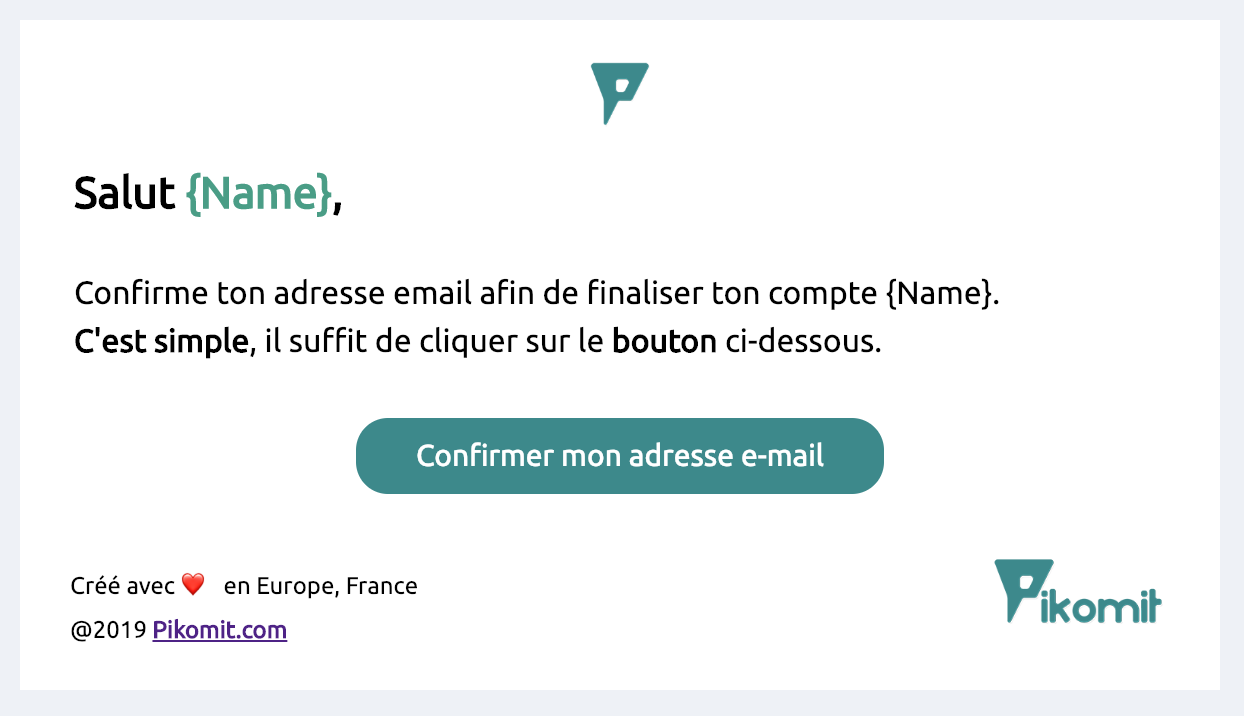 P
Salut {Name},
Confirme ton adresse email afin de finaliser ton compte {Name}.
C'est simple, il suffit de cliquer sur le bouton ci-dessous.
Confirmer mon adresse e-mail
Créé avec ❤️ en Europe, France
Pikomit
@2019 Pikomit.com